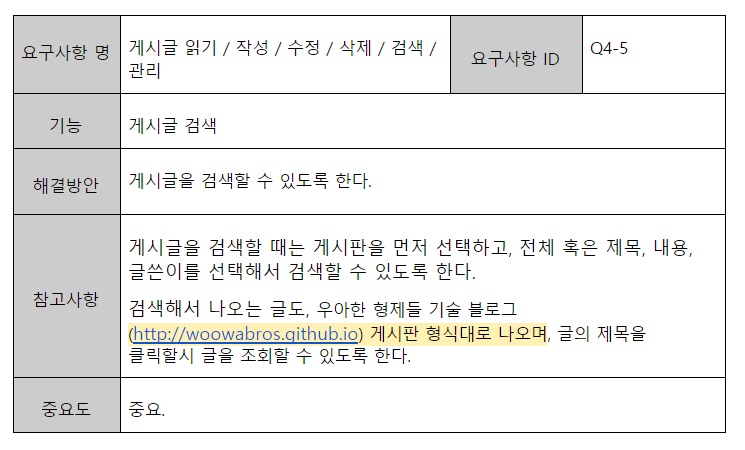 요구사항 명
게시글 읽기 / 작성 / 수정 / 삭제 / 검색 /
관리
요구사항 ID
Q4-5
기능
게시글 검색
해결방안
게시글을 검색할 수 있도록 한다.
참고사항
게시글을 검색할 때는 게시판을 먼저 선택하고, 전체 혹은 제목, 내용,
글쓴이를 선택해서 검색할 수 있도록 한다.
검색해서 나오는 글도, 우아한 형제들 기술 블로그
(http://woowabros.github.io) 게시판 형식대로 나오며, 글의 제목을
클릭할시 글을 조회할 수 있도록 한다.
중요도
중요.